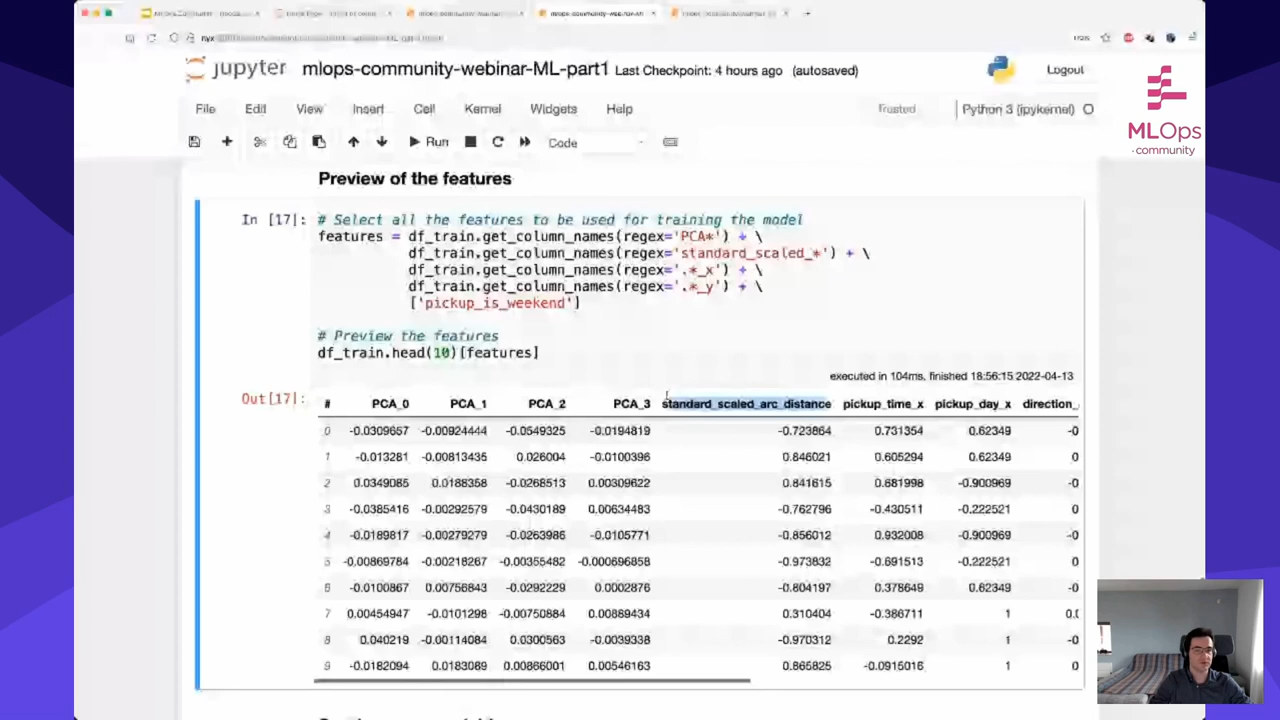 jupyter mlops-community-webinar-ML-part1 Last Checkpoint: 4 hours ago (autosaved)
Logout
File Edit View Insert Cell Kernel Widgets Help
Trusted
Python 3 (ipykernel)
Run
Code
MLOps
community
Preview of the features
In [17]:
# Select all the features to be used for training the model
features = df_train.get_column_names(regex='PCA*') + \
df_train.get_column_names(regex='standard_scaled_*') + \
df_train.get_column_names(regex='.*_x') + \
df_train.get_column_names(regex='.*_y') + \
['pickup_is_weekend']
# Preview the features
df_train.head(10)[features]
executed in 104ms, finished 18:56:15 2022-04-13
Out[17]:
# PCA_0 PCA_1 PCA_2 PCA_3 standard_scaled_arc_distance pickup_time_x pickup_day_x direction_
0 -0.0309657 -0.00924444 -0.0549325 -0.0194819 -0.723864 0.731354 0.62349 -0
1 -0.013281 -0.00813435 0.026004 -0.0100396 0.846021 0.605294 0.62349 0
2 0.0349085 0.0188358 -0.0268513 0.00309622 0.841615 0.681998 -0.900969 -0
3 -0.0385416 -0.00292579 -0.0430189 0.00634483 -0.762796 -0.430511 -0.222521 0
4 -0.0189817 -0.00279279 -0.0263986 -0.0105771 -0.856012 0.932008 -0.900969 -0
5 -0.00869784 -0.00218267 -0.00355482 -0.000696858 -0.973832 -0.691513 -0.222521 0
6 -0.0100867 0.00756843 -0.0292229 0.0002876 -0.804197 0.378649 0.62349 -0
7 0.00454947 -0.0101298 -0.00750884 0.00889434 0.310404 -0.386711 1 0.0
8 0.040219 -0.00114084 0.0300563 -0.0039338 -0.970312 0.2292 1 -0
9 -0.0182094 0.0183089 0.00866001 0.00546163 0.865825 -0.0915016 1 0